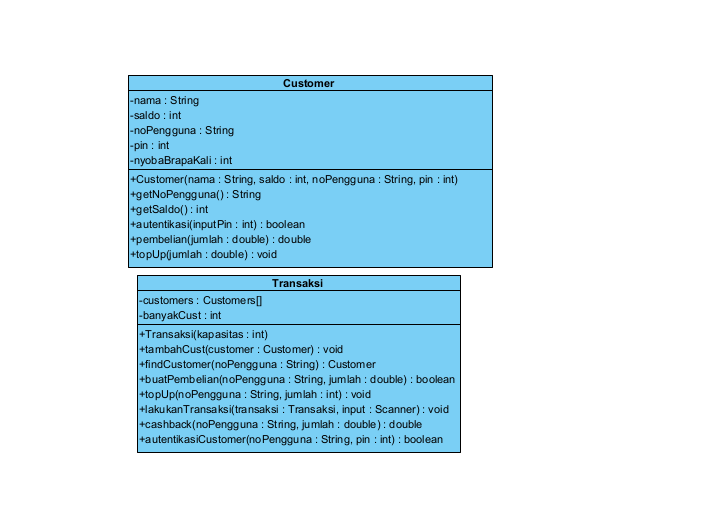 Customer
-nama : String
-saldo : int
-noPengguna : String
-pin : int
-nyobaBrapaKali : int
+Customer(nama : String, saldo : int, noPengguna : String, pin : int)
+getNoPengguna() : String
+getSaldo() : int
+autentikasi(inputPin : int) : boolean
+pembelian(jumlah : double) : double
+topUp(jumlah : double) : void
Transaksi
-customers : Customers[]
-banyakCust : int
+Transaksi(kapasitas : int)
+tambahCust(customer : Customer) : void
+findCustomer(noPengguna : String) : Customer
+buatPembelian(noPengguna : String, jumlah : double) : boolean
+topUp(noPengguna : String, jumlah : int) : void
+lakukanTransaksi(transaksi : Transaksi, input : Scanner) : void
+cashback(noPengguna : String, jumlah : double) : double
+autentikasiCustomer(noPengguna : String, pin : int) : boolean